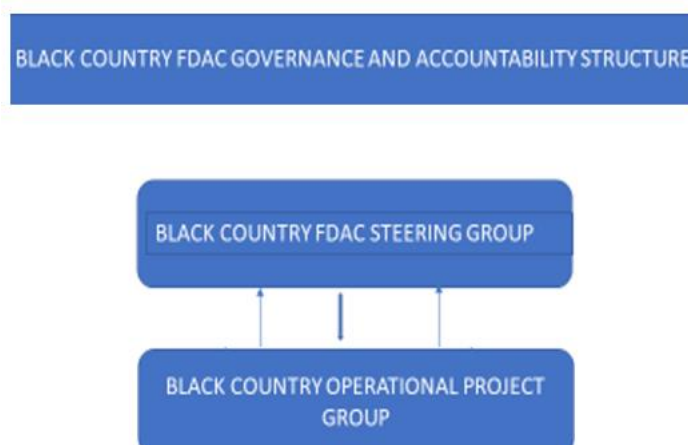 BLACK COUNTRY FDAC GOVERNANCE AND ACCOUNTABILITY STRUCTURE
BLACK COUNTRY FDAC STEERING GROUP
BLACK COUNTRY OPERATIONAL PROJECT
GROUP